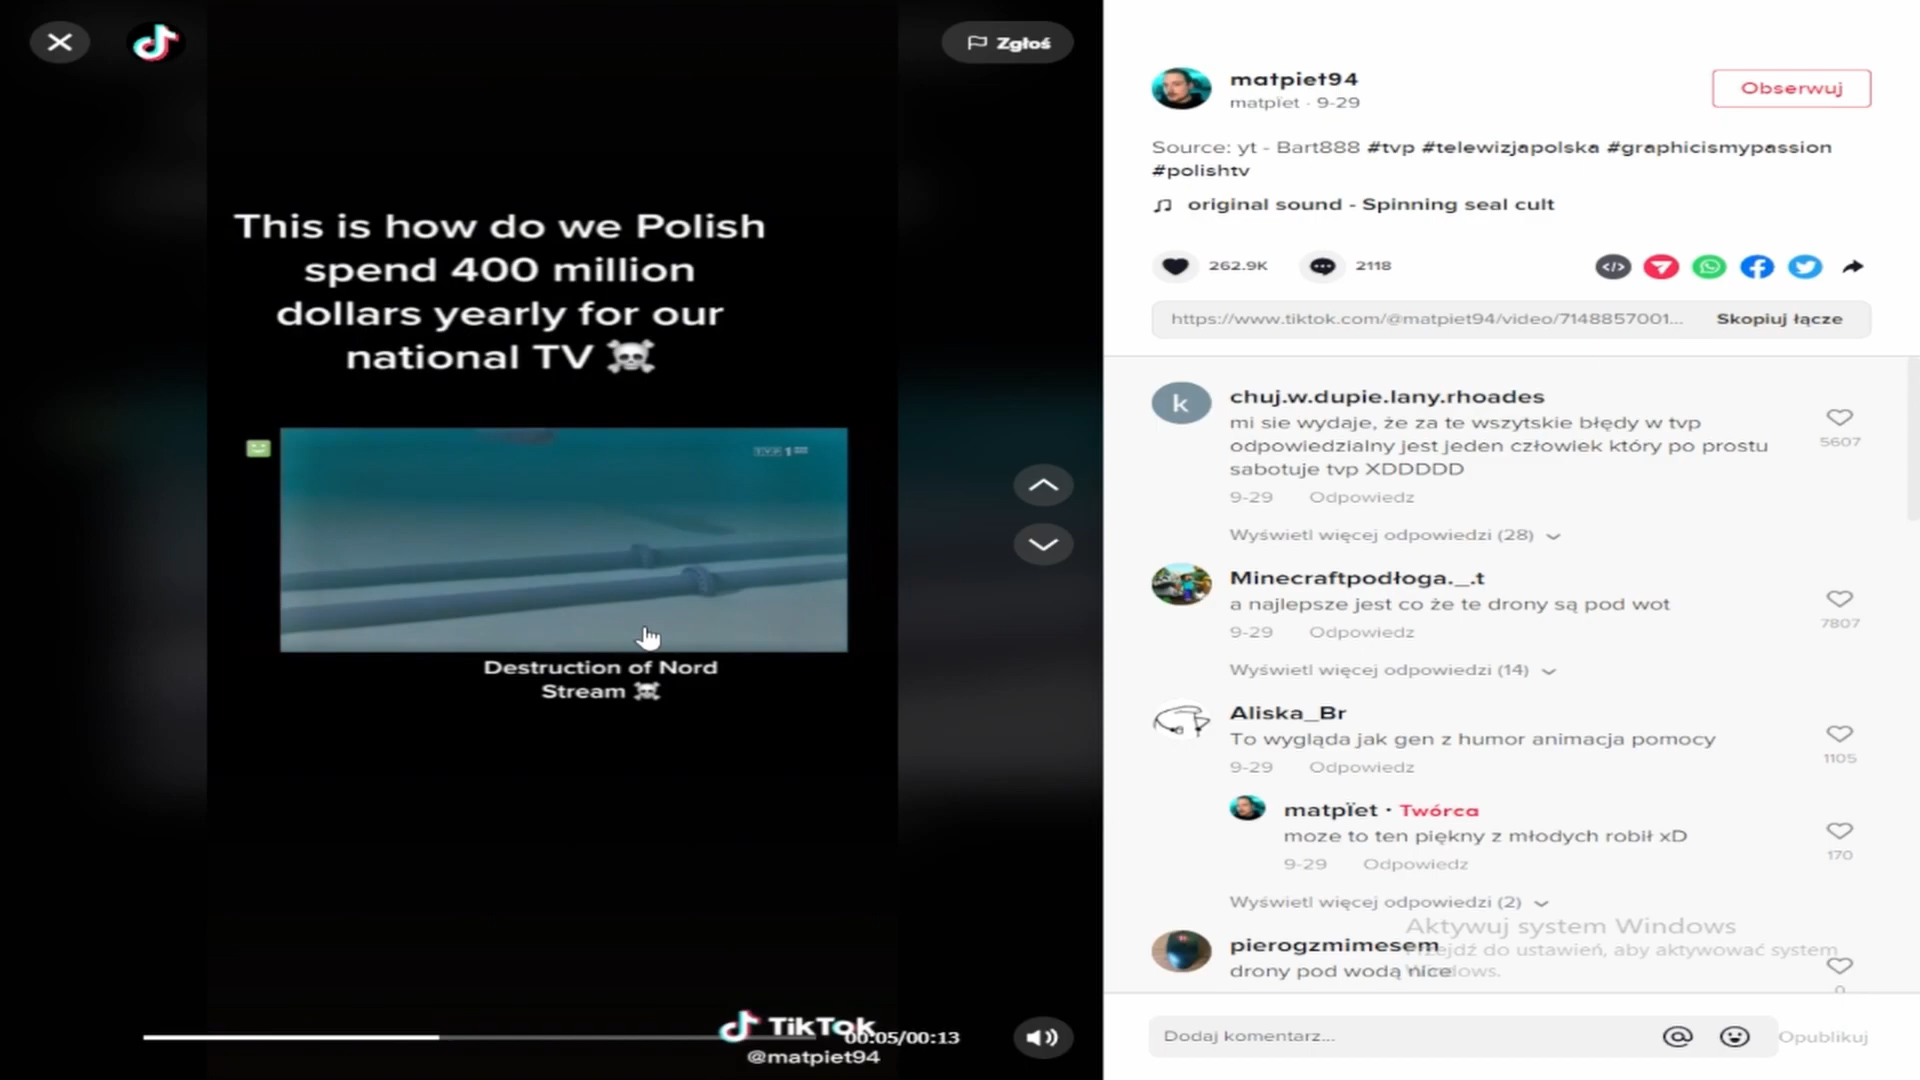 Zgłoś
This is how do we Polish
spend 400 million
dollars yearly for our
national TV ☠️
TVP 1 HD
Destruction of Nord
Stream ☠️
TikTok
00:05/00:13
@matpiet94
matpiet94
matpïet · 9-29
Obserwuj
Source: yt - Bart888 #tvp #telewizjapolska #graphicismypassion
#polishtv
original sound - Spinning seal cult
262.9K
2118
https://www.tiktok.com/@matpiet94/video/7148857001...
Skopiuj łącze
k
chuj.w.dupie.lany.rhoades
mi sie wydaje, że za te wszytskie błędy w tvp
odpowiedzialny jest jeden człowiek który po prostu
sabotuje tvp XDDDDD
5607
9-29 Odpowiedz
Wyświetl więcej odpowiedzi (28)
Minecraftpodłoga._.t
a najlepsze jest co że te drony są pod wot
7807
9-29 Odpowiedz
Wyświetl więcej odpowiedzi (14)
Aliska_Br
To wygląda jak gen z humor animacja pomocy
1105
9-29 Odpowiedz
matpïet · Twórca
moze to ten piękny z młodych robił xD
170
9-29 Odpowiedz
Wyświetl więcej odpowiedzi (2)
Aktywuj system Windows
Przejdź do ustawień, aby aktywować system
Windows.
pierogzmimesem
drony pod wodą nice
Dodaj komentarz...
Opublikuj